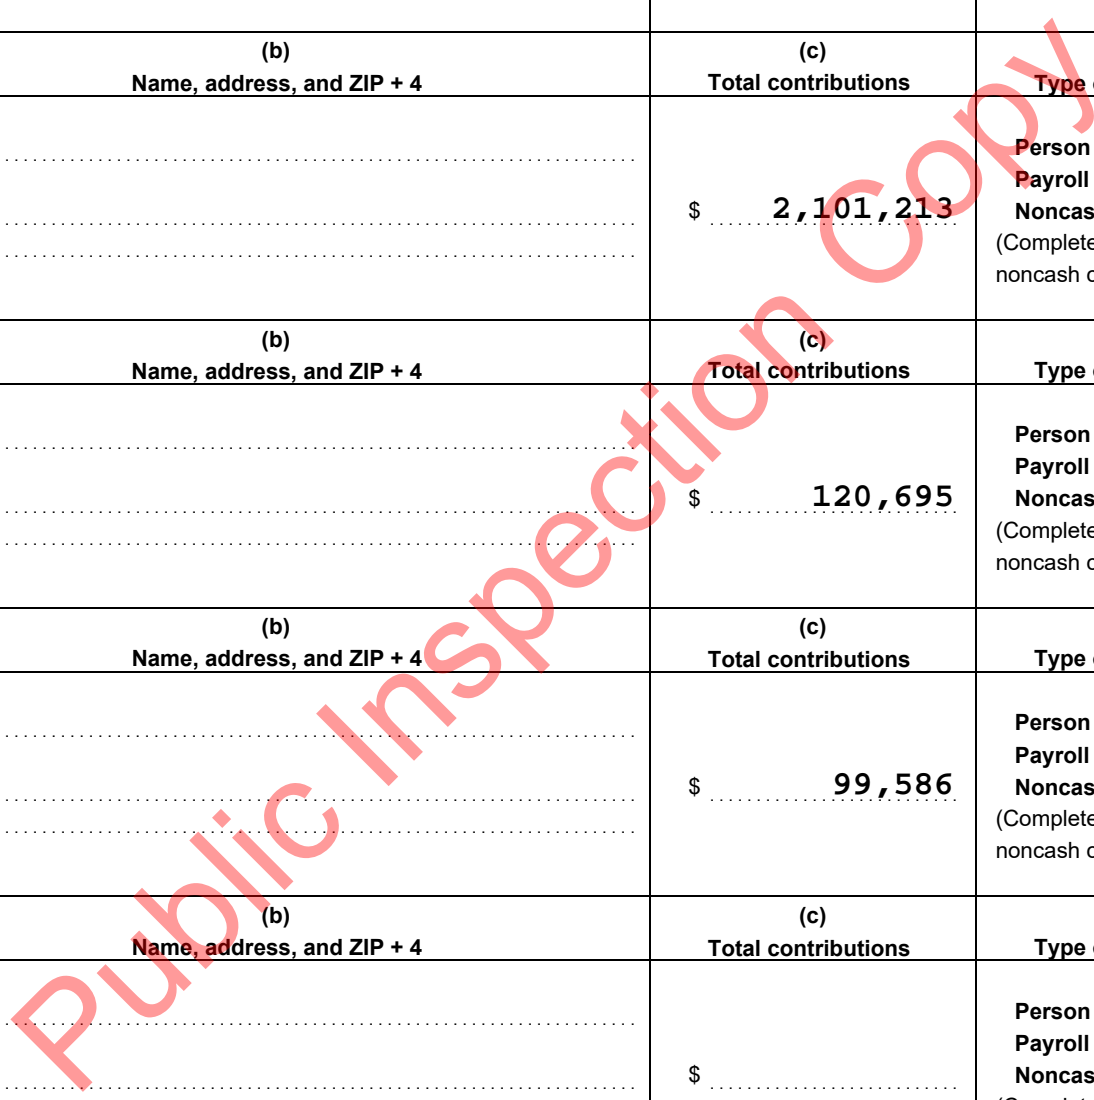 (b) (c)
Name, address, and ZIP + 4 Total contributions Type
Person
Payroll
$ 2,101,213 Noncas
(Complete
noncash
(b) (c)
Name, address, and ZIP + 4 Total contributions Type
Person
Payroll
$ 120,695 Noncas
(Complete
noncash
(b) (c)
Name, address, and ZIP + 4 Total contributions Type
Person
Payroll
$ 99,586 Noncas
(Complete
noncash
(b) (c)
Name, address, and ZIP + 4 Total contributions Type
Person
Payroll
$ Noncas
Public Inspection Copy